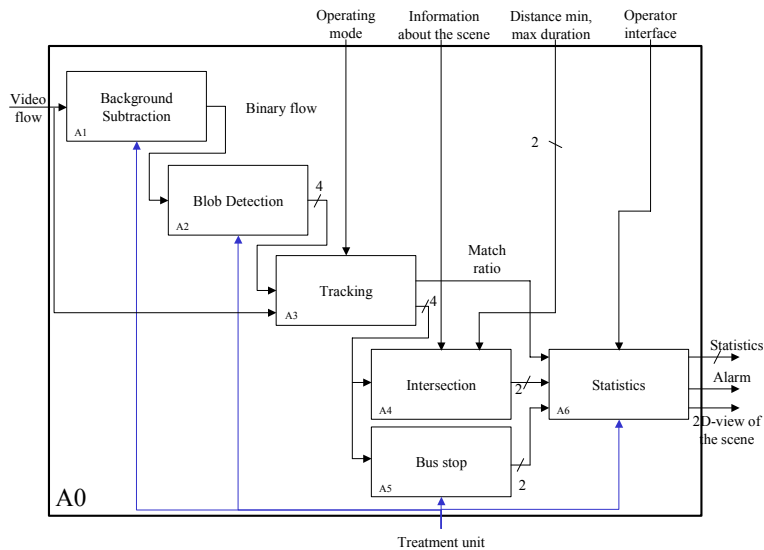 Operating
mode
Information
about the scene
Distance min,
max duration
Operator
interface
Video
flow
Background
Subtraction
A1
Binary flow
2
Blob Detection
A2
4
Tracking
A3
Match
ratio
4
Intersection
A4
2
Statistics
A6
Statistics
Alarm
2D-view of
the scene
Bus stop
A5
2
A0
Treatment unit